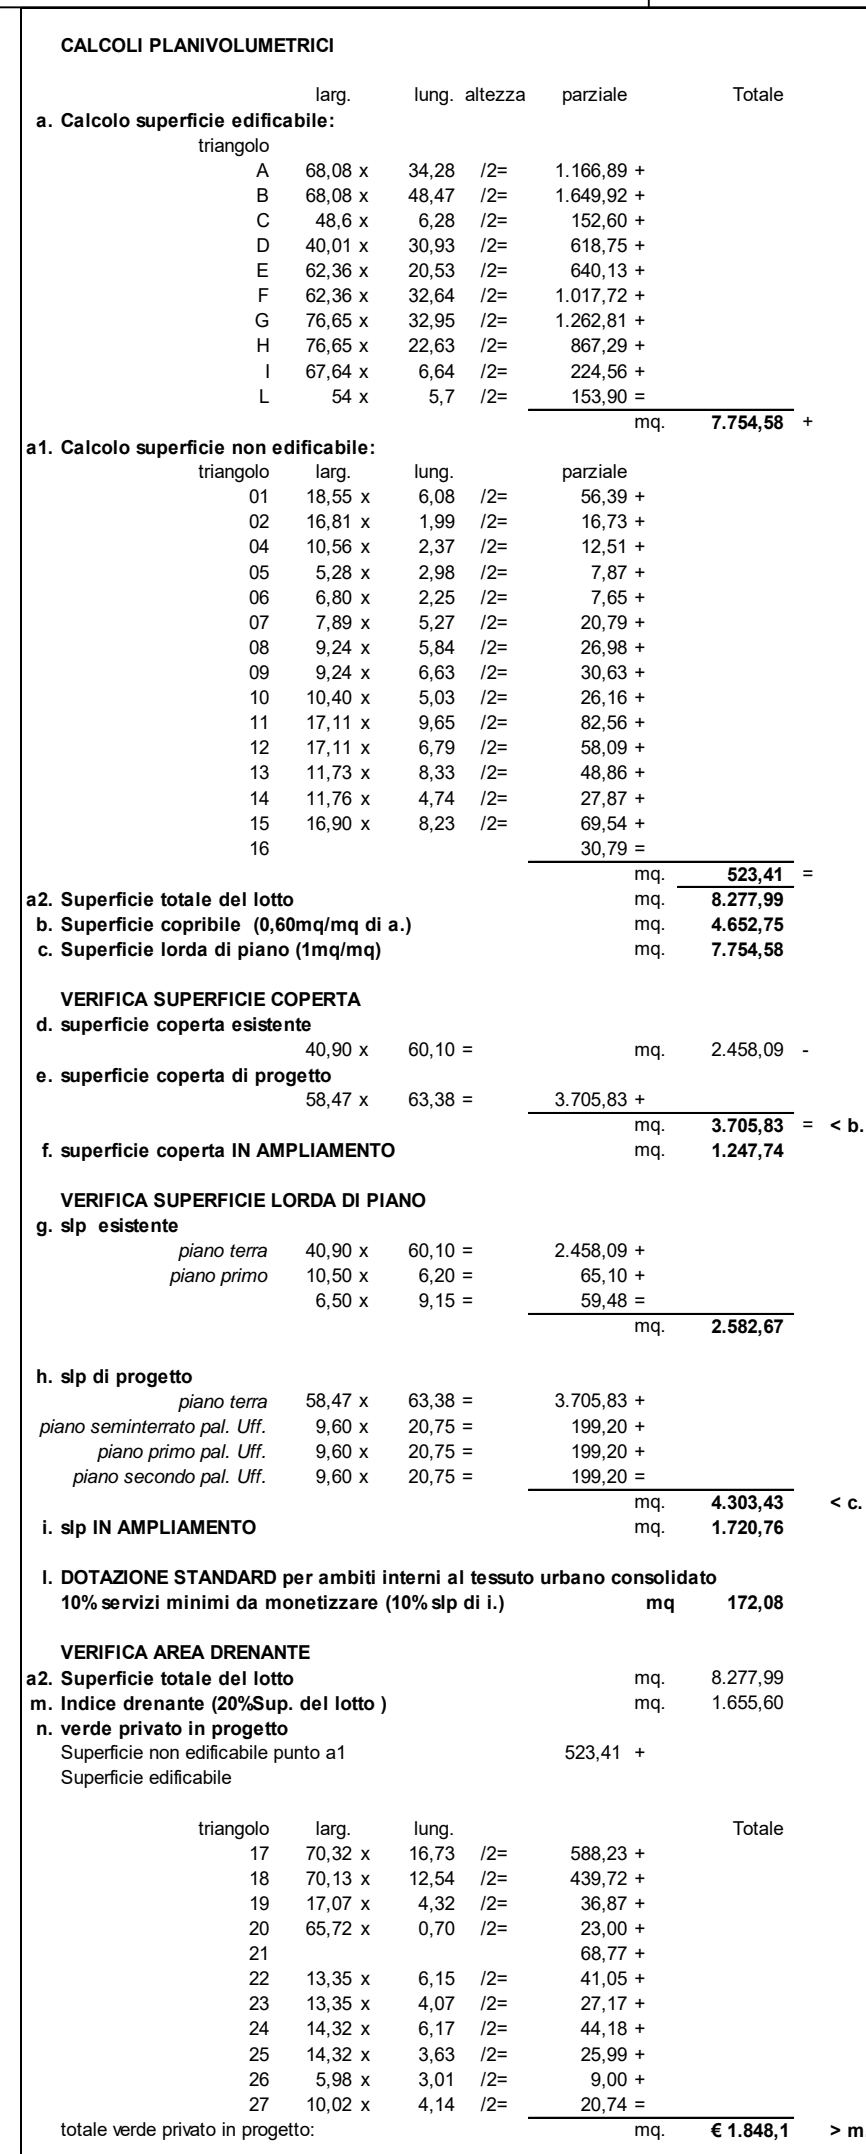 CALCOLI PLANIVOLUMETRICI
larg. lung. altezza parziale Totale
a. Calcolo superficie edificabile:
triangolo
A 68,08 x 34,28 /2= 1.166,89 +
B 68,08 x 48,47 /2= 1.649,92 +
C 48,6 x 6,28 /2= 152,60 +
D 40,01 x 30,93 /2= 618,75 +
E 62,36 x 20,53 /2= 640,13 +
F 62,36 x 32,64 /2= 1.017,72 +
G 76,65 x 32,95 /2= 1.262,81 +
H 76,65 x 22,63 /2= 867,29 +
I 67,64 x 6,64 /2= 224,56 +
L 54 x 5,7 /2= 153,90 =
mq. 7.754,58 +
a1. Calcolo superficie non edificabile:
triangolo larg. lung. parziale
01 18,55 x 6,08 /2= 56,39 +
02 16,81 x 1,99 /2= 16,73 +
04 10,56 x 2,37 /2= 12,51 +
05 5,28 x 2,98 /2= 7,87 +
06 6,80 x 2,25 /2= 7,65 +
07 7,89 x 5,27 /2= 20,79 +
08 9,24 x 5,84 /2= 26,98 +
09 9,24 x 6,63 /2= 30,63 +
10 10,40 x 5,03 /2= 26,16 +
11 17,11 x 9,65 /2= 82,56 +
12 17,11 x 6,79 /2= 58,09 +
13 11,73 x 8,33 /2= 48,86 +
14 11,76 x 4,74 /2= 27,87 +
15 16,90 x 8,23 /2= 69,54 +
16 30,79 =
mq. 523,41 =
a2. Superficie totale del lotto mq. 8.277,99
b. Superficie copribile (0,60mq/mq di a.) mq. 4.652,75
c. Superficie lorda di piano (1mq/mq) mq. 7.754,58
VERIFICA SUPERFICIE COPERTA
d. superficie coperta esistente
40,90 x 60,10 = mq. 2.458,09 -
e. superficie coperta di progetto
58,47 x 63,38 = 3.705,83 +
mq. 3.705,83 = < b.
f. superficie coperta IN AMPLIAMENTO mq. 1.247,74
VERIFICA SUPERFICIE LORDA DI PIANO
g. slp esistente
piano terra 40,90 x 60,10 = 2.458,09 +
piano primo 10,50 x 6,20 = 65,10 +
6,50 x 9,15 = 59,48 =
mq. 2.582,67
h. slp di progetto
piano terra 58,47 x 63,38 = 3.705,83 +
piano seminterrato pal. Uff. 9,60 x 20,75 = 199,20 +
piano primo pal. Uff. 9,60 x 20,75 = 199,20 +
piano secondo pal. Uff. 9,60 x 20,75 = 199,20 =
mq. 4.303,43 < c.
i. slp IN AMPLIAMENTO mq. 1.720,76
l. DOTAZIONE STANDARD per ambiti interni al tessuto urbano consolidato
10% servizi minimi da monetizzare (10% slp di i.) mq 172,08
VERIFICA AREA DRENANTE
a2. Superficie totale del lotto mq. 8.277,99
m. Indice drenante (20%Sup. del lotto ) mq. 1.655,60
n. verde privato in progetto
Superficie non edificabile punto a1 523,41 +
Superficie edificabile
triangolo larg. lung. Totale
17 70,32 x 16,73 /2= 588,23 +
18 70,13 x 12,54 /2= 439,72 +
19 17,07 x 4,32 /2= 36,87 +
20 65,72 x 0,70 /2= 23,00 +
21 68,77 +
22 13,35 x 6,15 /2= 41,05 +
23 13,35 x 4,07 /2= 27,17 +
24 14,32 x 6,17 /2= 44,18 +
25 14,32 x 3,63 /2= 25,99 +
26 5,98 x 3,01 /2= 9,00 +
27 10,02 x 4,14 /2= 20,74 =
totale verde privato in progetto: mq. € 1.848,1 > m